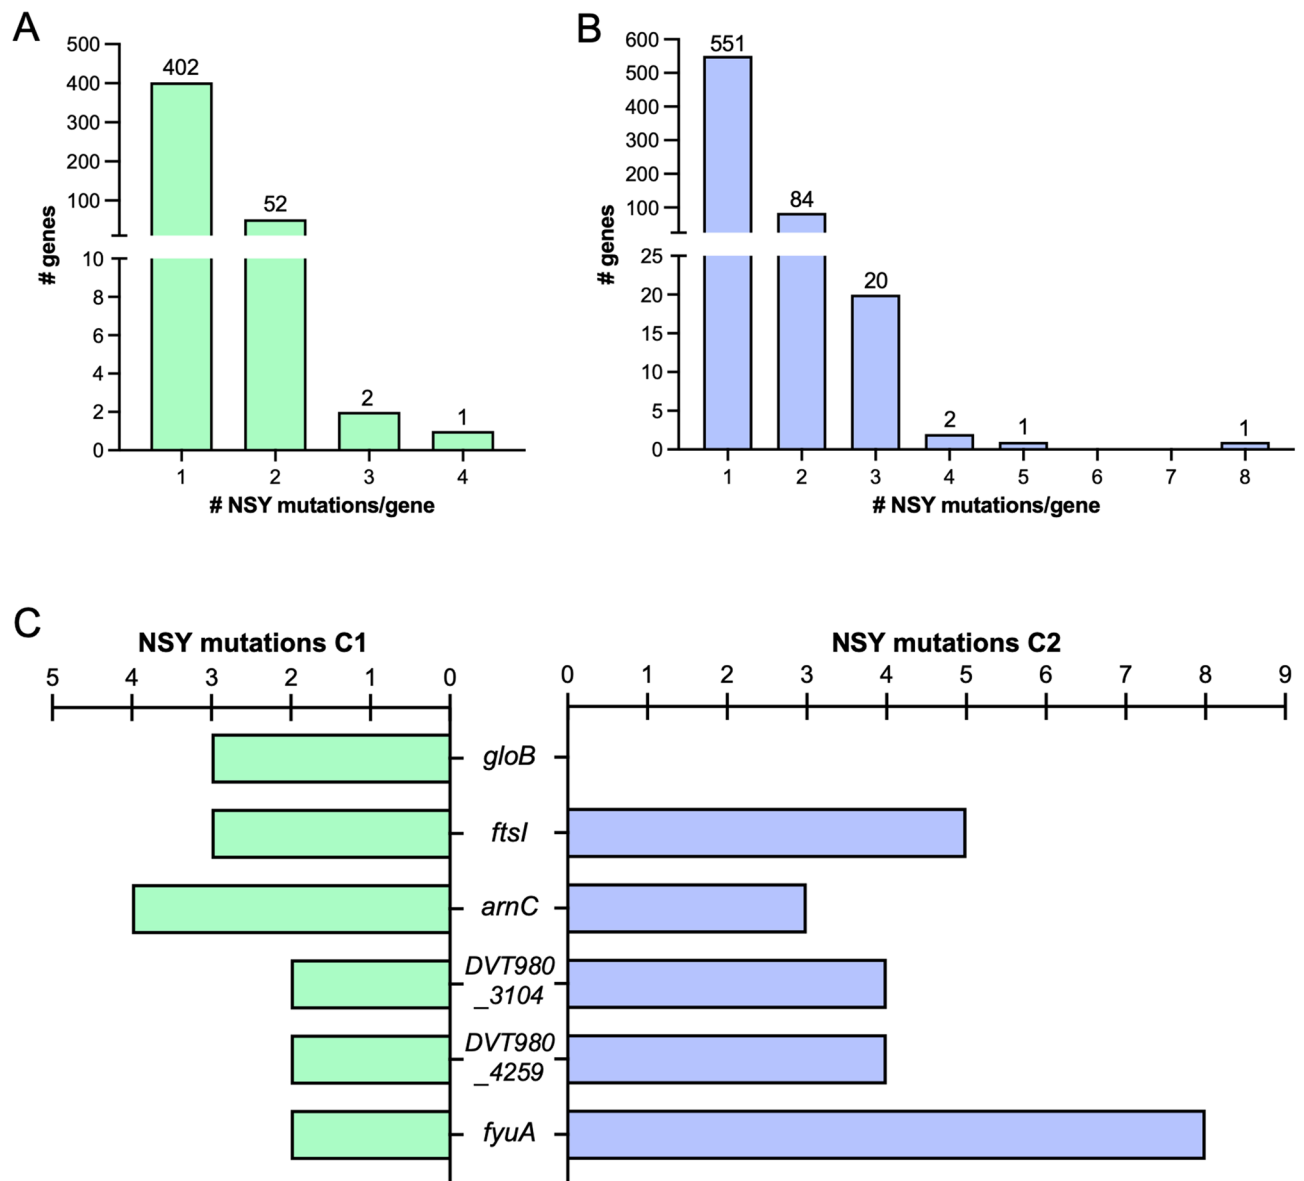 A
500
400
300
200
100
10
8
6
4
2
0
# genes
402
52
2
1
1 2 3 4
# NSY mutations/gene
B
600
500
400
300
200
100
25
20
15
10
5
0
# genes
551
84
20
2
1
1
1 2 3 4 5 6 7 8
# NSY mutations/gene
C
NSY mutations C1
5 4 3 2 1 0
NSY mutations C2
0 1 2 3 4 5 6 7 8 9
gloB
ftsI
arnC
DVT980
_3104
DVT980
_4259
fyuA